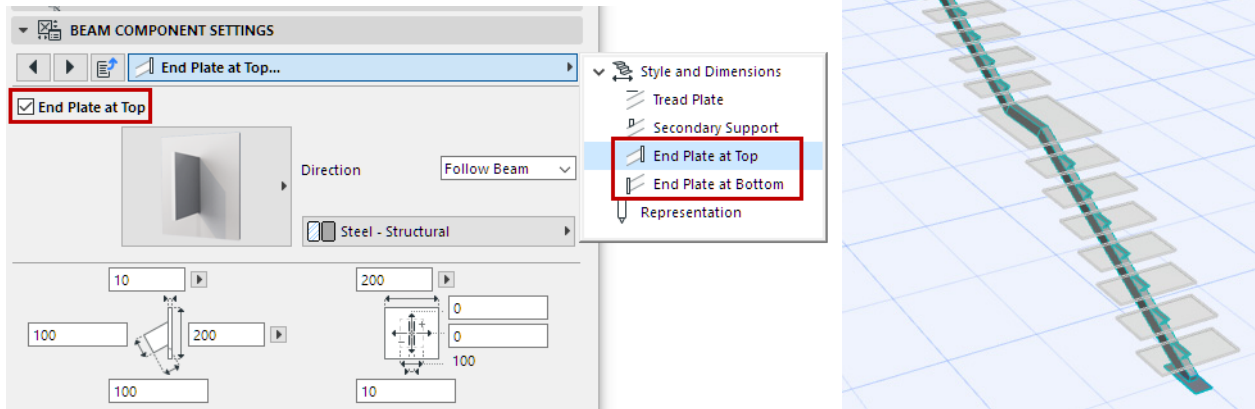 BEAM COMPONENT SETTINGS
End Plate at Top...
End Plate at Top
Direction
Follow Beam
Steel - Structural
10
100
200
100
200
0
0
100
10
Style and Dimensions
Tread Plate
Secondary Support
End Plate at Top
End Plate at Bottom
Representation